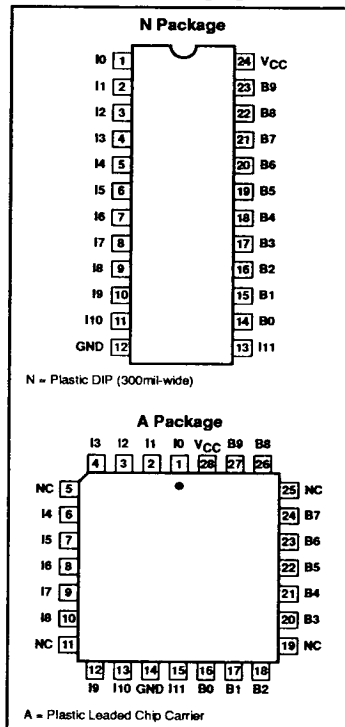 N Package
I0 1 24 VCC
I1 2 23 B9
I2 3 22 B8
I3 4 21 B7
I4 5 20 B6
I5 6 19 B5
I6 7 18 B4
I7 8 17 B3
I8 9 16 B2
I9 10 15 B1
I10 11 14 B0
GND 12 13 I11
N = Plastic DIP (300mil-wide)
A Package
I3 I2 I1 I0 VCC B9 B8
4 3 2 1 28 27 26
NC 5 25 NC
I4 6 24 B7
I5 7 23 B6
I6 8 22 B5
I7 9 21 B4
I8 10 20 B3
NC 11 19 NC
12 13 14 15 16 17 18
I9 I10 GND I11 B0 B1 B2
A = Plastic Leaded Chip Carrier